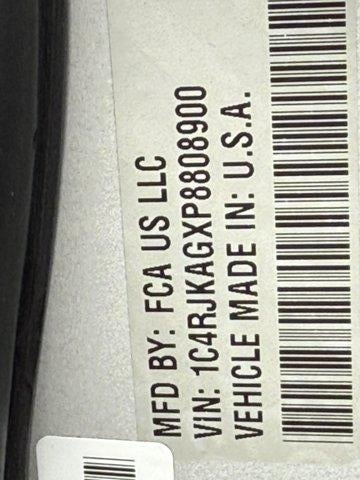 MFD BY: FCA US LLC
VIN: 1C4RJKAGXP8808900
VEHICLE MADE IN: U.S.A.